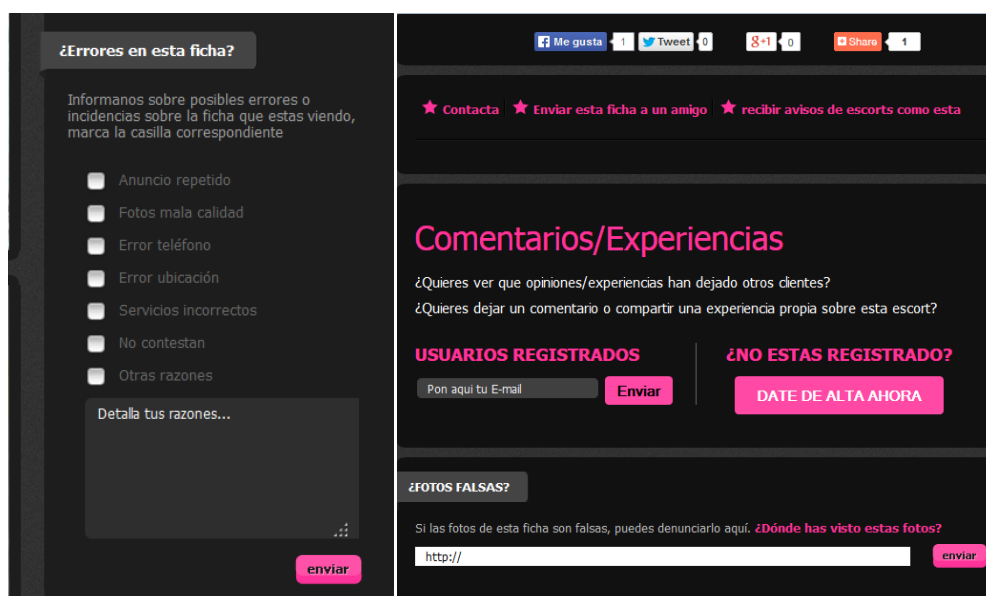 ¿Errores en esta ficha?
Informanos sobre posibles errores o
incidencias sobre la ficha que estas viendo,
marca la casilla correspondiente
Anuncio repetido
Fotos mala calidad
Error teléfono
Error ubicación
Servicios incorrectos
No contestan
Otras razones
Detalla tus razones...
enviar
Me gusta 1 Tweet 0 g+1 0 Share 1
Contacta Enviar esta ficha a un amigo recibir avisos de escorts como esta
Comentarios/Experiencias
¿Quieres ver que opiniones/experiencias han dejado otros clientes?
¿Quieres dejar un comentario o compartir una experiencia propia sobre esta escort?
USUARIOS REGISTRADOS
Pon aqui tu E-mail Enviar
¿NO ESTAS REGISTRADO?
DATE DE ALTA AHORA
¿FOTOS FALSAS?
Si las fotos de esta ficha son falsas, puedes denunciarlo aquí. ¿Dónde has visto estas fotos?
http:// enviar